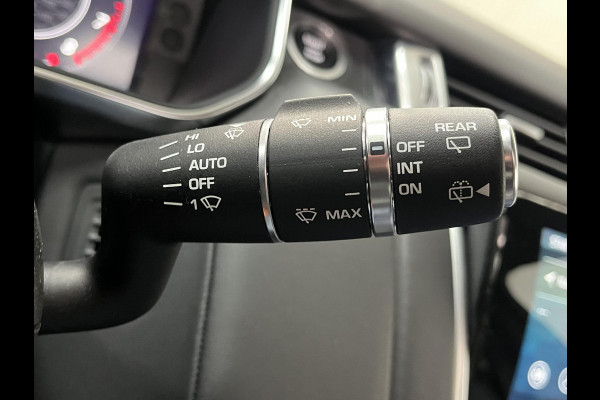 HI
LO
AUTO
OFF
1
MIN
MAX
REAR
OFF
INT
ON